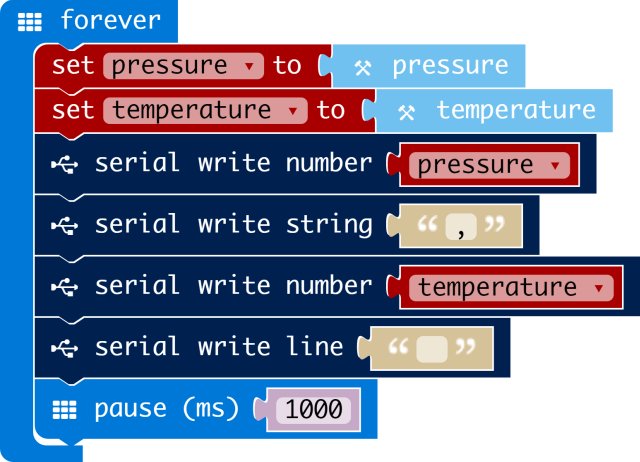 forever
set pressure to pressure
set temperature to temperature
serial write number pressure
serial write string “ , ”
serial write number temperature
serial write line “ ”
pause (ms) 1000